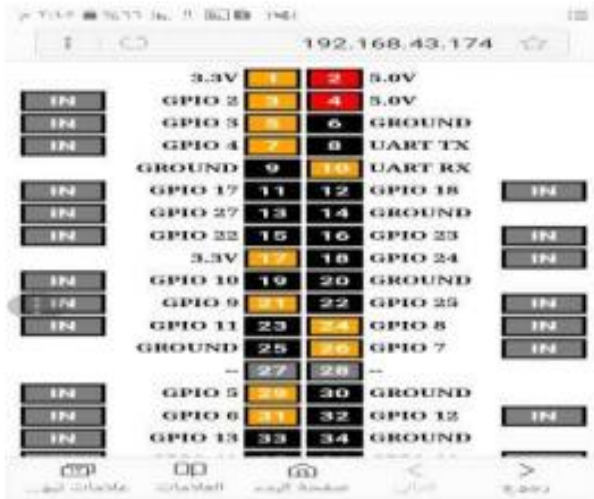 192.168.43.174
3.3V 1 2 5.0V
IN GPIO 2 3 4 5.0V
IN GPIO 3 5 6 GROUND
IN GPIO 4 7 8 UART TX
GROUND 9 10 UART RX
IN GPIO 17 11 12 GPIO 18 IN
IN GPIO 27 13 14 GROUND
IN GPIO 22 15 16 GPIO 23 IN
3.3V 17 18 GPIO 24 IN
IN GPIO 10 19 20 GROUND
IN GPIO 9 21 22 GPIO 25 IN
IN GPIO 11 23 24 GPIO 8 IN
GROUND 25 26 GPIO 7 IN
-- 27 28 --
IN GPIO 5 29 30 GROUND
IN GPIO 6 31 32 GPIO 12 IN
IN GPIO 13 33 34 GROUND
العلامات